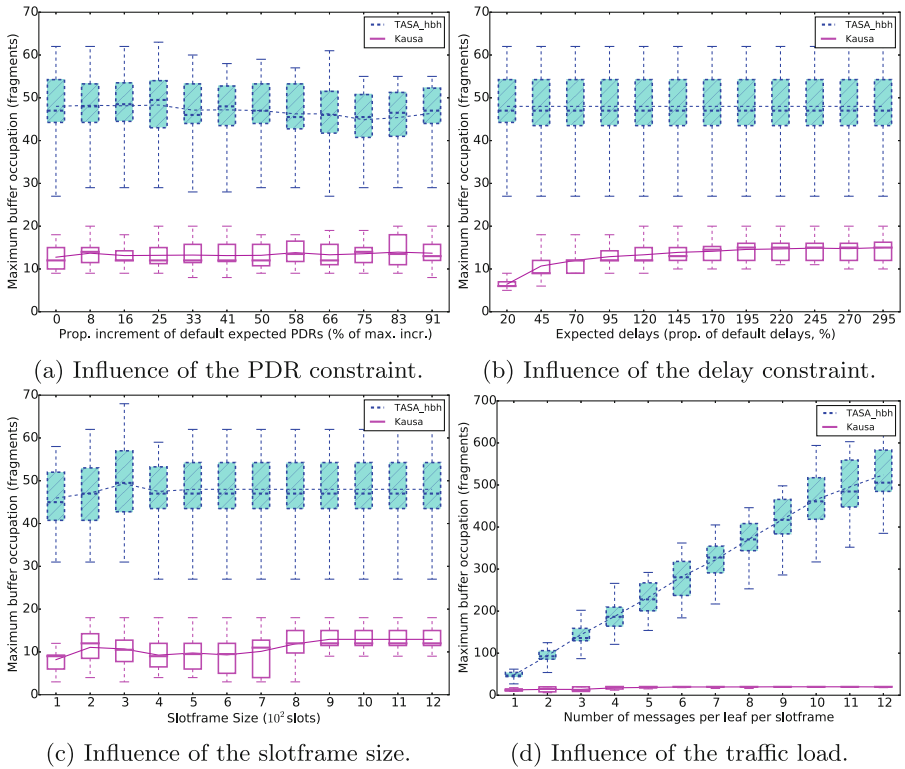 70
60
50
40
30
20
10
0
Maximum buffer occupation (fragments)
TASA_hbh
Kausa
0 8 16 25 33 41 50 58 66 75 83 91
Prop. increment of default expected PDRs (% of max. incr.)
(a) Influence of the PDR constraint.
70
60
50
40
30
20
10
0
Maximum buffer occupation (fragments)
TASA_hbh
Kausa
20 45 70 95 120 145 170 195 220 245 270 295
Expected delays (prop. of default delays, %)
(b) Influence of the delay constraint.
70
60
50
40
30
20
10
0
Maximum buffer occupation (fragments)
TASA_hbh
Kausa
1 2 3 4 5 6 7 8 9 10 11 12
Slotframe Size (10² slots)
(c) Influence of the slotframe size.
700
600
500
400
300
200
100
0
Maximum buffer occupation (fragments)
TASA_hbh
Kausa
1 2 3 4 5 6 7 8 9 10 11 12
Number of messages per leaf per slotframe
(d) Influence of the traffic load.